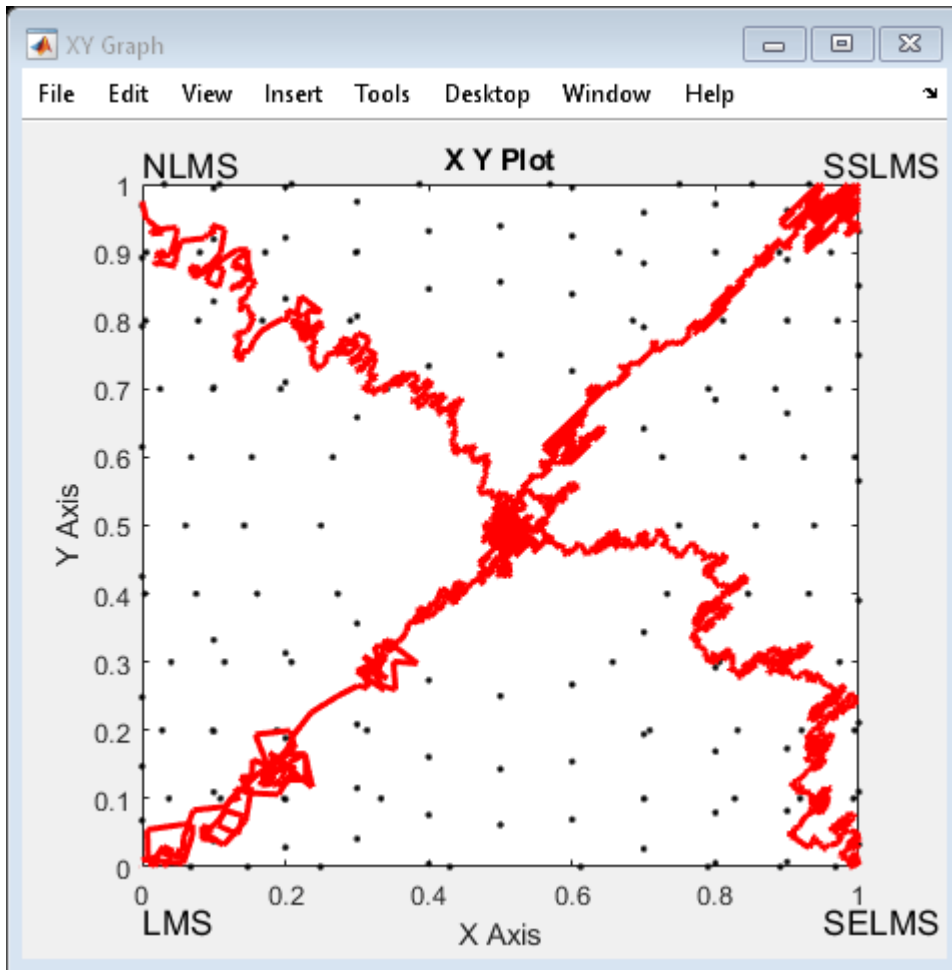 XY Graph
File Edit View Insert Tools Desktop Window Help
NLMS X Y Plot SSLMS
1
0.9
0.8
0.7
0.6
0.5
0.4
0.3
0.2
0.1
0
Y Axis
0 0.2 0.4 0.6 0.8 1
LMS X Axis SELMS